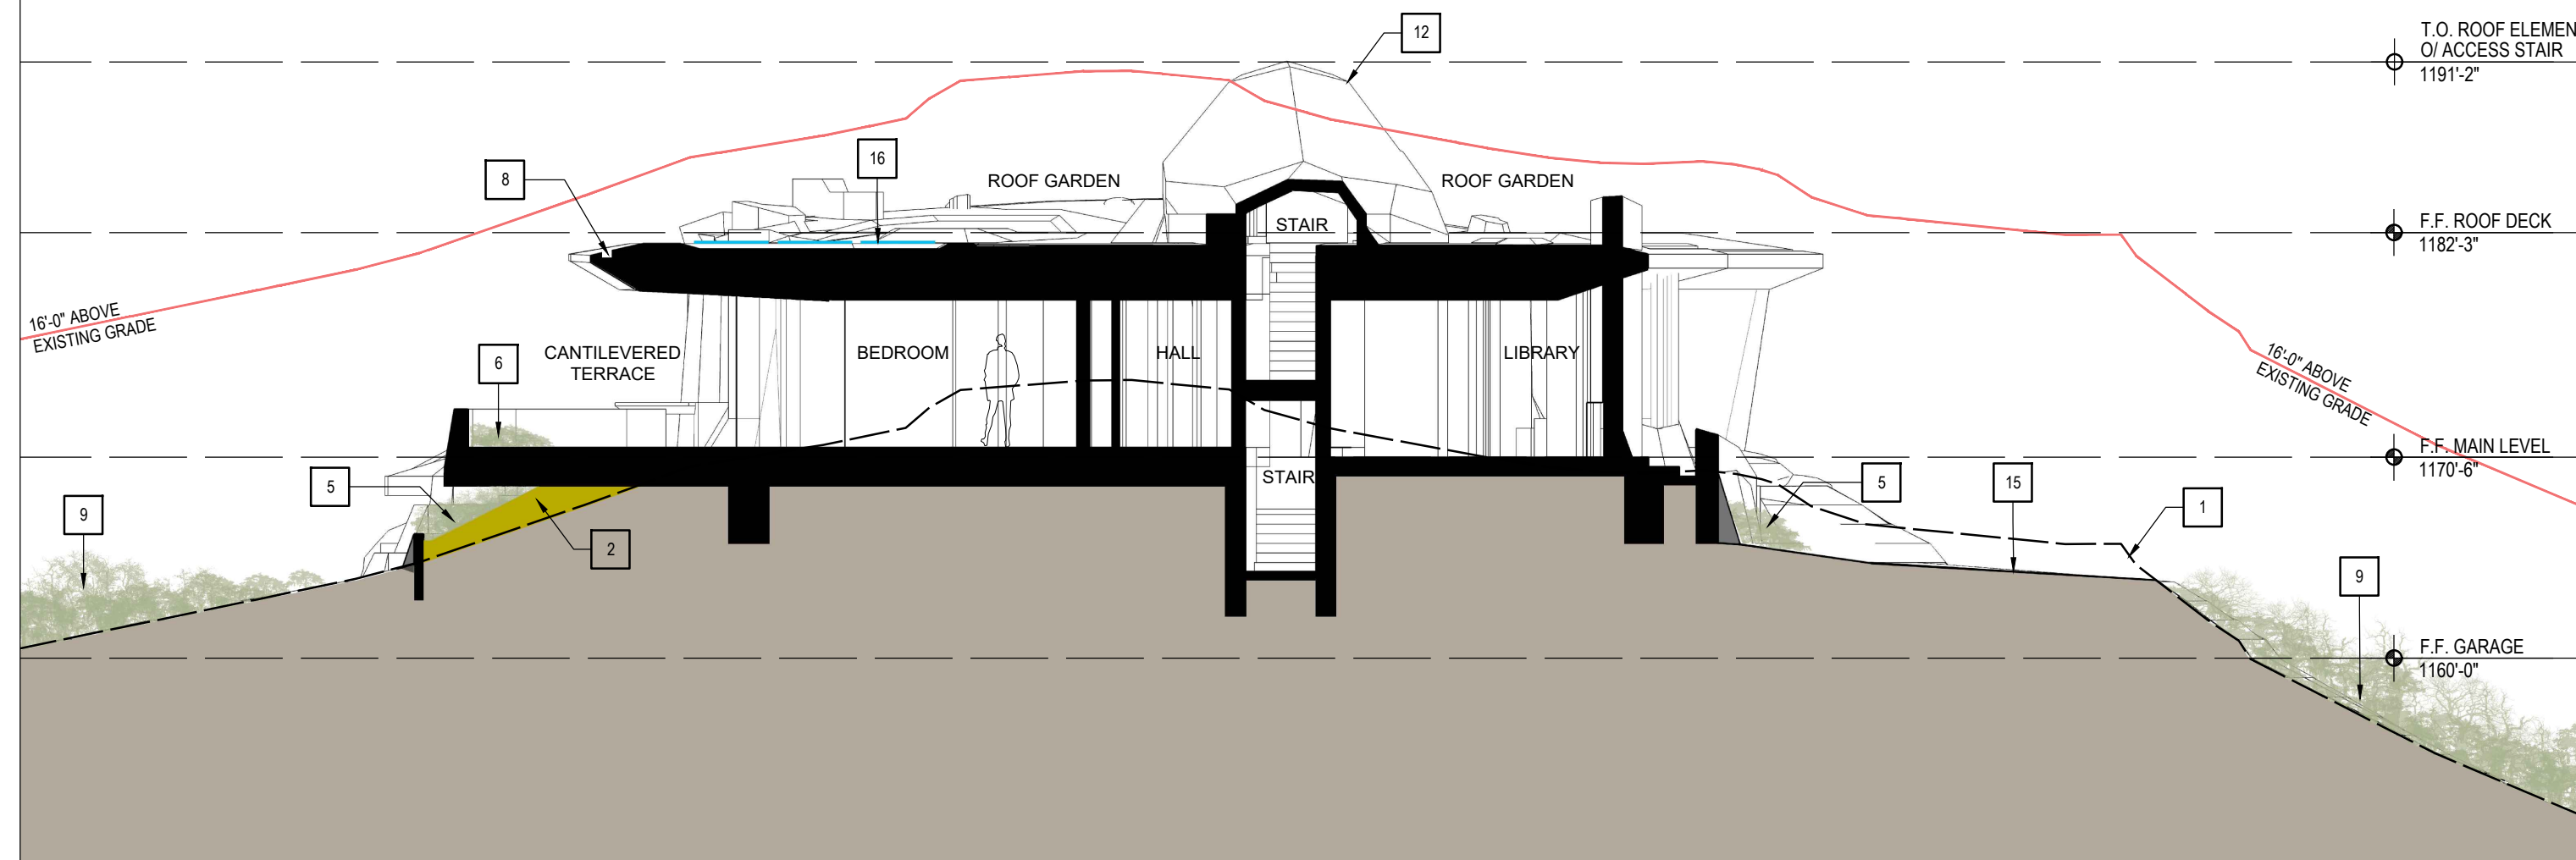 12
T.O. ROOF ELEMEN
O/ ACCESS STAIR
1191'-2"
16
8
ROOF GARDEN
ROOF GARDEN
STAIR
F.F. ROOF DECK
1182'-3"
16'-0" ABOVE
EXISTING GRADE
6
CANTILEVERED
TERRACE
BEDROOM
HALL
LIBRARY
16'-0" ABOVE
EXISTING GRADE
F.F. MAIN LEVEL
1170'-6"
5
STAIR
5
15
9
1
2
9
F.F. GARAGE
1160'-0"